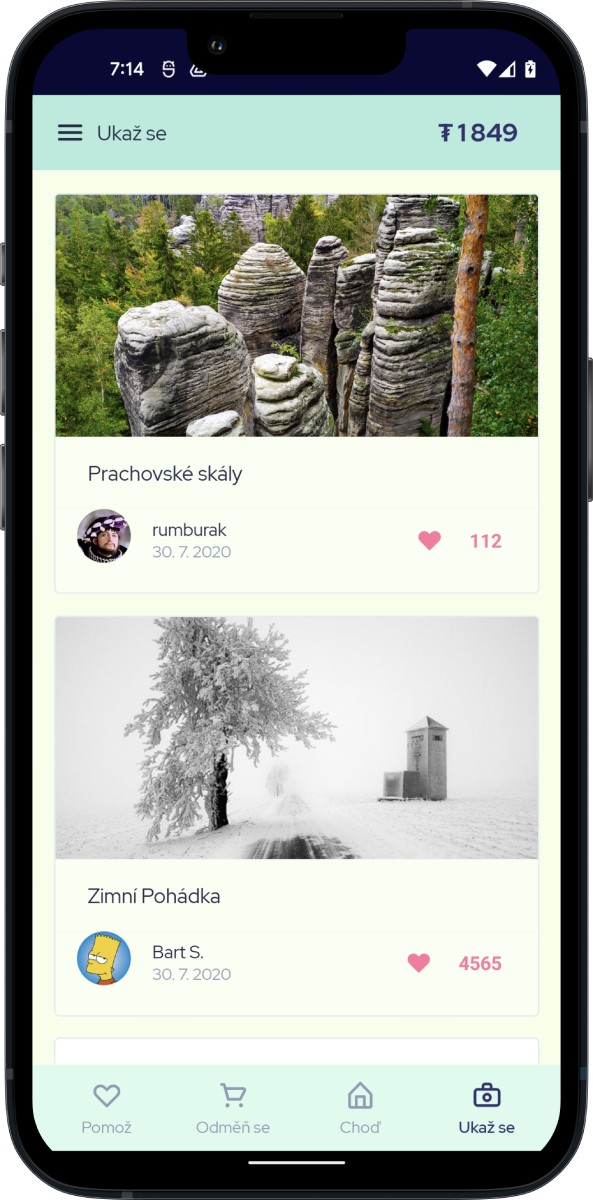 7:14
Ukaž se
₮1849
Prachovské skály
rumburak
30. 7. 2020
112
Zimní Pohádka
Bart S.
30. 7. 2020
4565
Pomož
Odměň se
Choď
Ukaž se